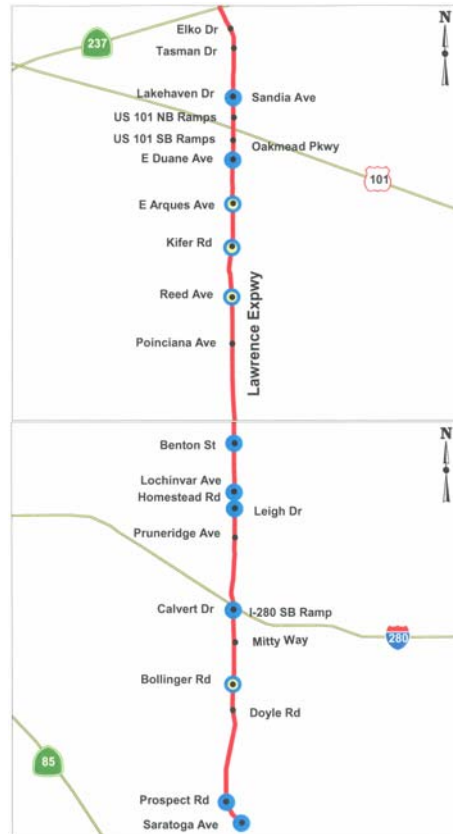 N
Elko Dr
237
Tasman Dr
Lakehaven Dr
Sandia Ave
US 101 NB Ramps
US 101 SB Ramps
Oakmead Pkwy
E Duane Ave
101
E Arques Ave
Kifer Rd
Reed Ave
Lawrence Expwy
Poinciana Ave
N
Benton St
Lochinvar Ave
Homestead Rd
Leigh Dr
Pruneridge Ave
Calvert Dr
I-280 SB Ramp
280
Mitty Way
Bollinger Rd
Doyle Rd
85
Prospect Rd
Saratoga Ave